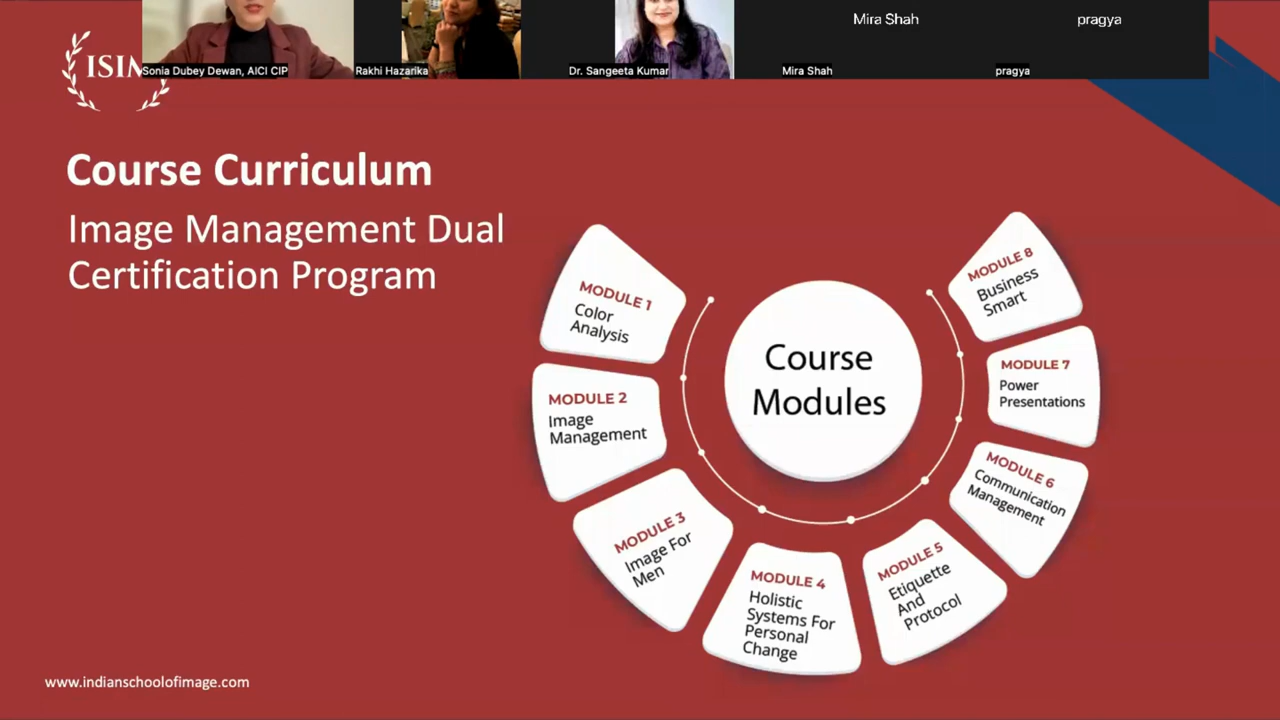 Mira Shah
pragya
Sonia Dubey Dewan, AICI CIP
Rakhi Hazarika
Dr. Sangeeta Kumar
Mira Shah
pragya
Course Curriculum
Image Management Dual
Certification Program
MODULE 1
Color
Analysis
MODULE 2
Image
Management
MODULE 3
Image For
Men
MODULE 4
Holistic
Systems For
Personal
Change
MODULE 5
Etiquette
And
Protocol
MODULE 6
Communication
Management
MODULE 7
Power
Presentations
MODULE 8
Business
Smart
Course
Modules
www.indianschoolofimage.com